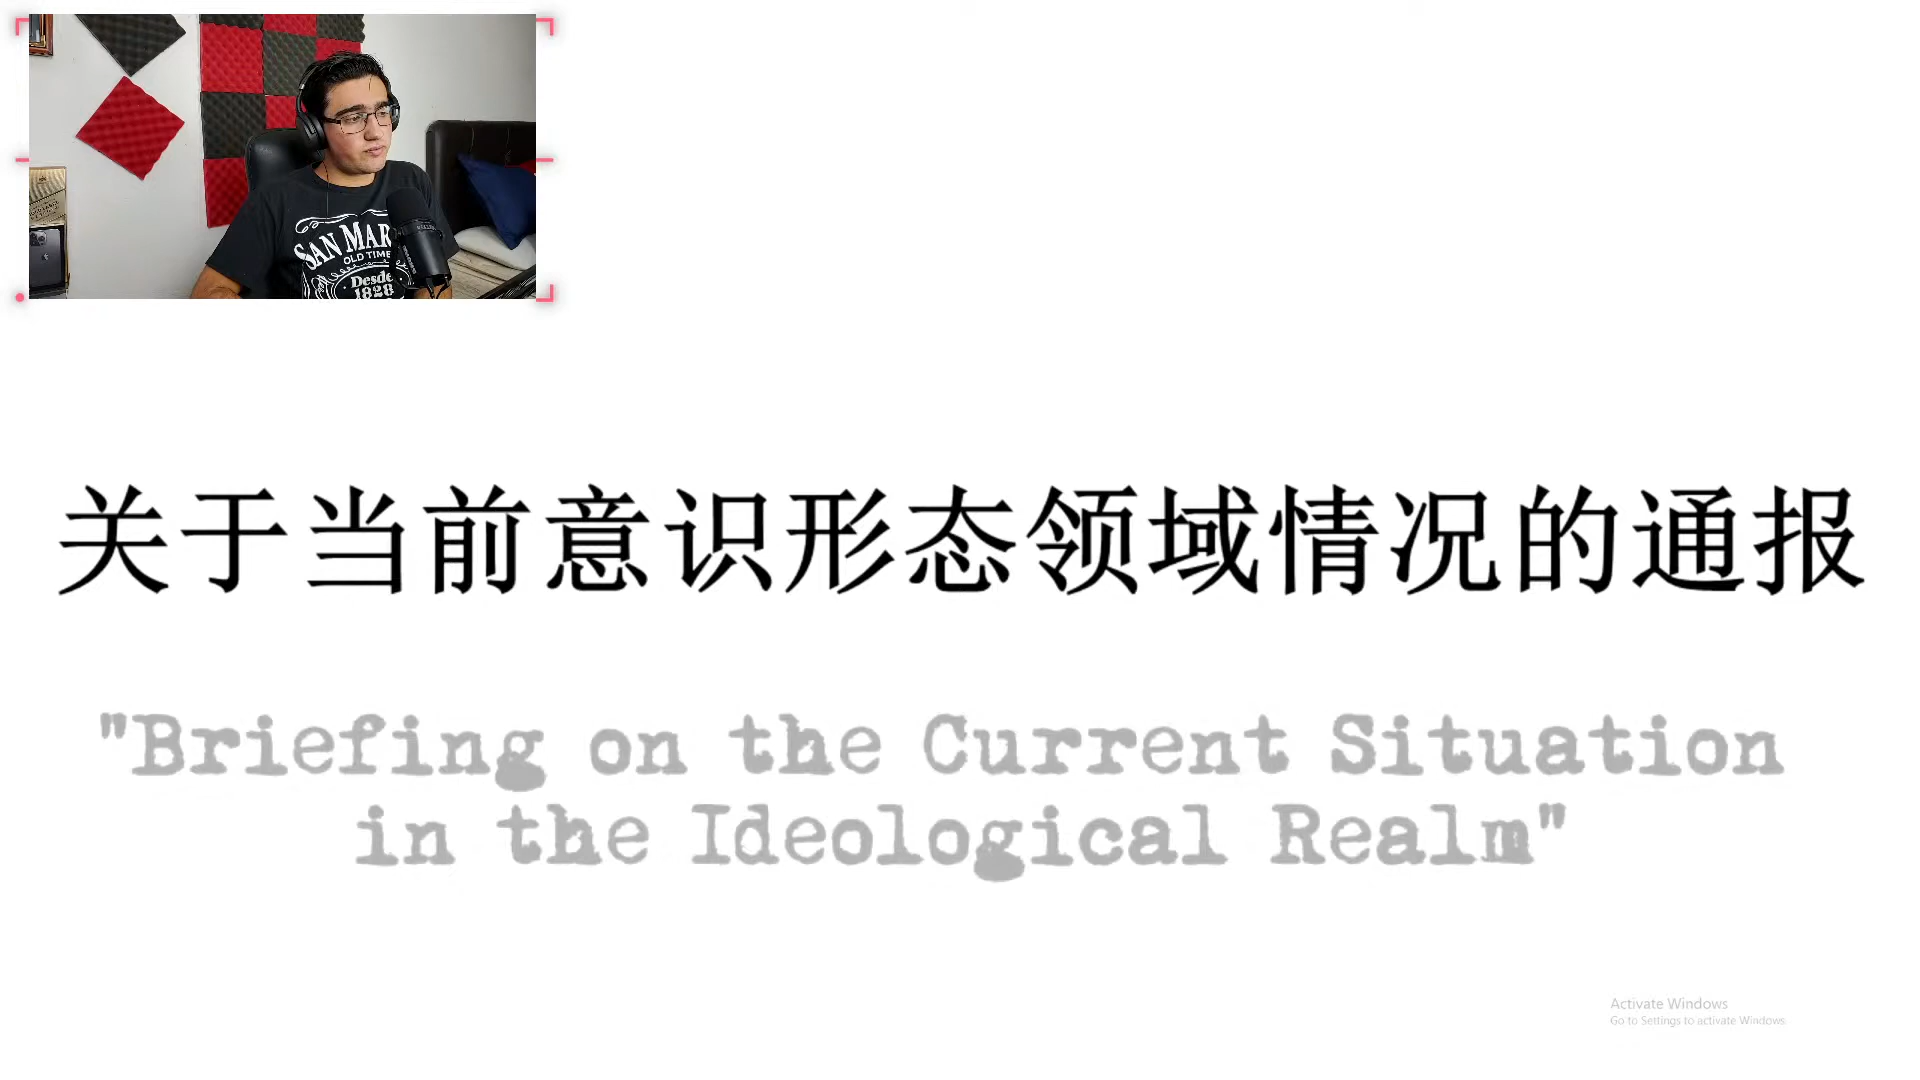 SAN MAR
OLD TIME
Desde
1828
关于当前意识形态领域情况的通报
"Briefing on the Current Situation
in the Ideological Realm"
Activate Windows
Go to Settings to activate Windows.